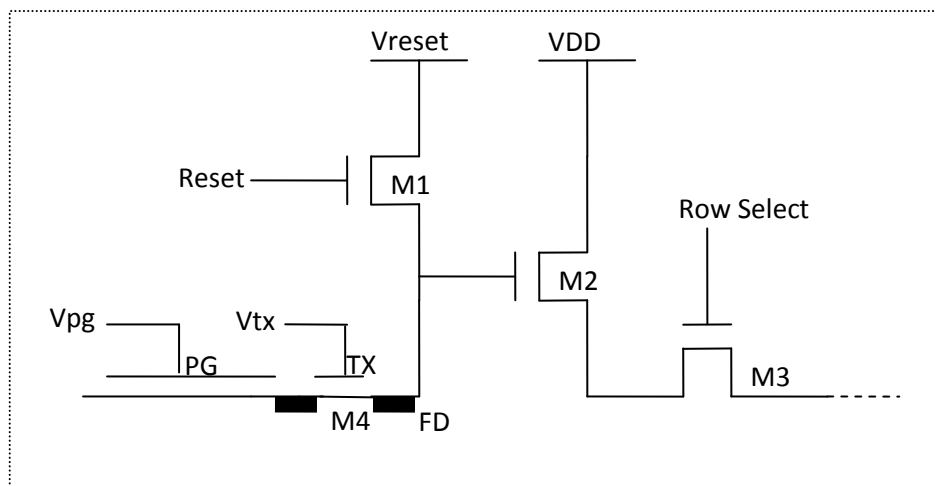 Vreset
VDD
Reset
M1
Row Select
M2
Vpg
Vtx
PG
TX
M3
M4
FD